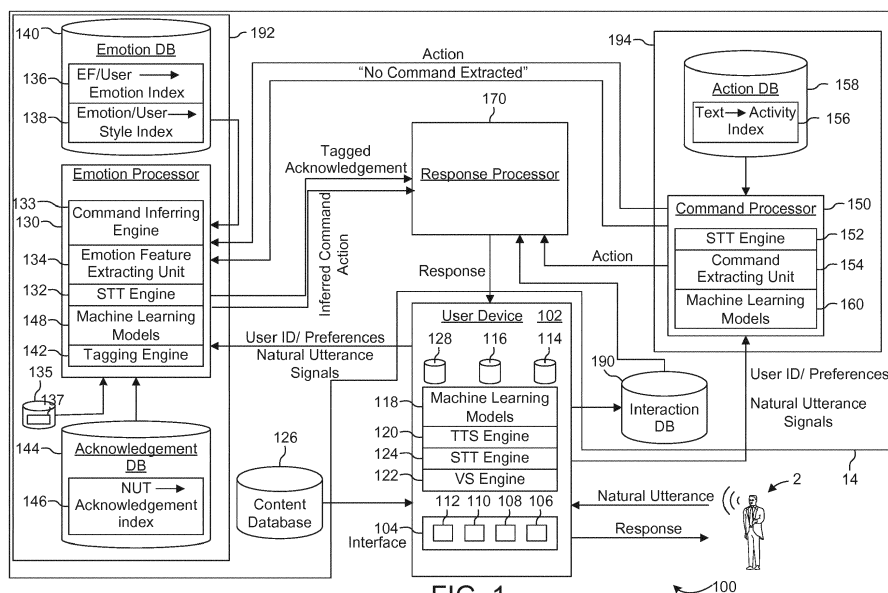 140
192
Emotion DB
136
EF/User →
Emotion Index
138
Emotion/User →
Style Index
Action
"No Command Extracted"
170
Response Processor
194
Action DB
158
Text → Activity
Index
156
Tagged
Acknowledgement
Inferred Command
Action
Emotion Processor
133
130
Command Inferring
Engine
134
Emotion Feature
Extracting Unit
132
STT Engine
148
Machine Learning
Models
142
Tagging Engine
Command Processor
150
STT Engine
152
Command
Extracting Unit
154
Machine Learning
Models
160
Response
Action
User ID/ Preferences
Natural Utterance
Signals
User Device 102
128
116
114
118
Machine Learning
Models
120
TTS Engine
124
STT Engine
122
VS Engine
112
110
108
106
104
Interface
190
Interaction
DB
User ID/ Preferences
Natural Utterance
Signals
135
137
144
Acknowledgement
DB
146
NUT →
Acknowledgement
index
126
Content
Database
14
Natural Utterance
2
Response
100
FIG. 1